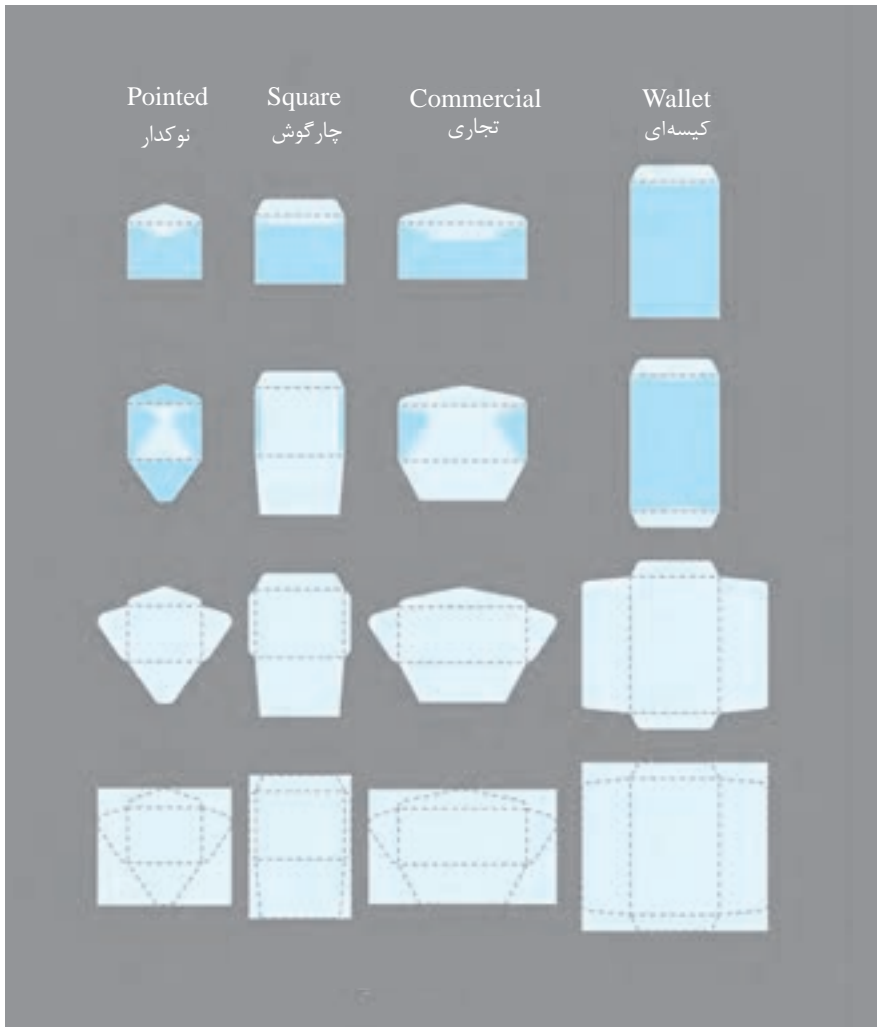 Pointed
نوکدار
Square
چارگوش
Commercial
تجاری
Wallet
کیسه‌ای